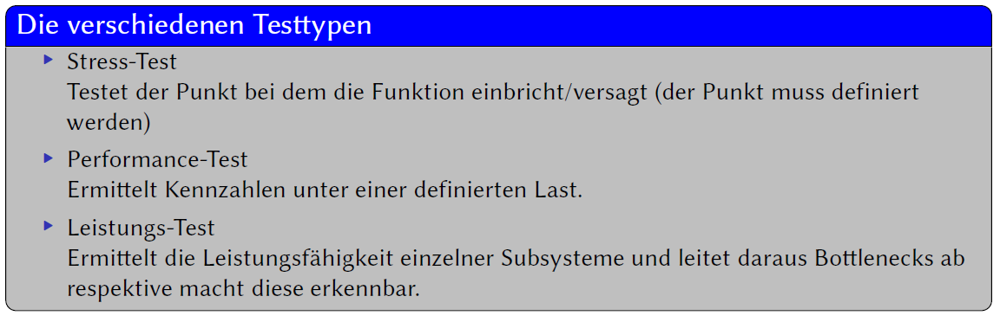 Die verschiedenen Testtypen
Stress-Test
Testet der Punkt bei dem die Funktion einbricht/versagt (der Punkt muss definiert
werden)
Performance-Test
Ermittelt Kennzahlen unter einer definierten Last.
Leistungs-Test
Ermittelt die Leistungsfähigkeit einzelner Subsysteme und leitet daraus Bottlenecks ab
respektive macht diese erkennbar.